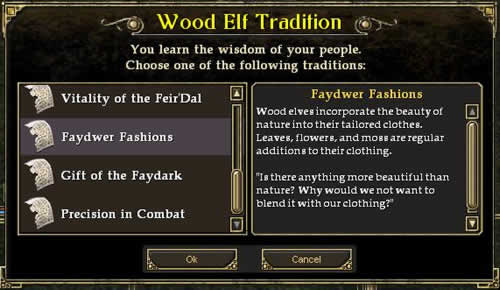 Wood Elf Tradition
You learn the wisdom of your people.
Choose one of the following traditions:
Vitality of the Feir'Dal
Faydwer Fashions
Gift of the Faydark
Precision in Combat
Faydwer Fashions
Wood elves incorporate the beauty of
nature into their tailored clothes.
Leaves, flowers, and moss are regular
additions to their clothing.
"Is there anything more beautiful than
nature? Why would we not want to
blend it with our clothing?"
Ok
Cancel